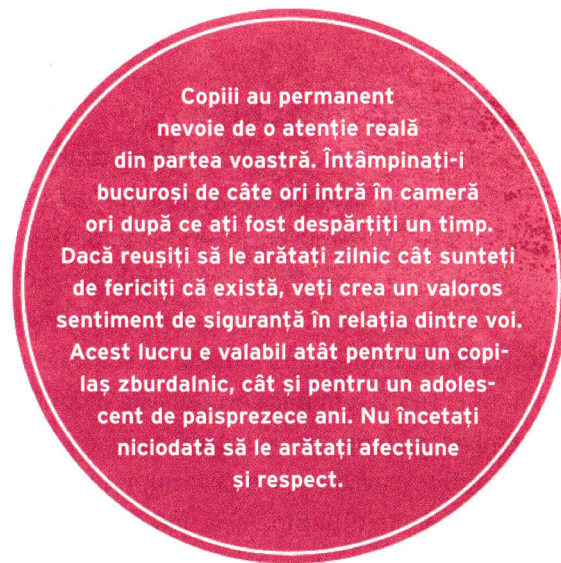 Copiii au permanent
nevoie de o atenție reală
din partea voastră. Întâmpinați-i
bucuroși de câte ori intră în cameră
ori după ce ați fost despărțiți un timp.
Dacă reușiți să le arătați zilnic cât sunteți
de fericiți că există, veți crea un valoros
sentiment de siguranță în relația dintre voi.
Acest lucru e valabil atât pentru un copi-
laș zburdalnic, cât și pentru un adoles-
cent de paisprezece ani. Nu încetați
niciodată să le arătați afecțiune
și respect.